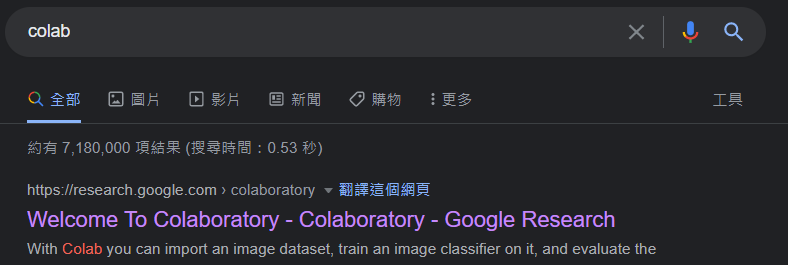 colab
全部 圖片 影片 新聞 購物 更多 工具
約有 7,180,000 項結果 (搜尋時間：0.53 秒)
https://research.google.com › colaboratory 翻譯這個網頁
Welcome To Colaboratory - Colaboratory - Google Research
With Colab you can import an image dataset, train an image classifier on it, and evaluate the